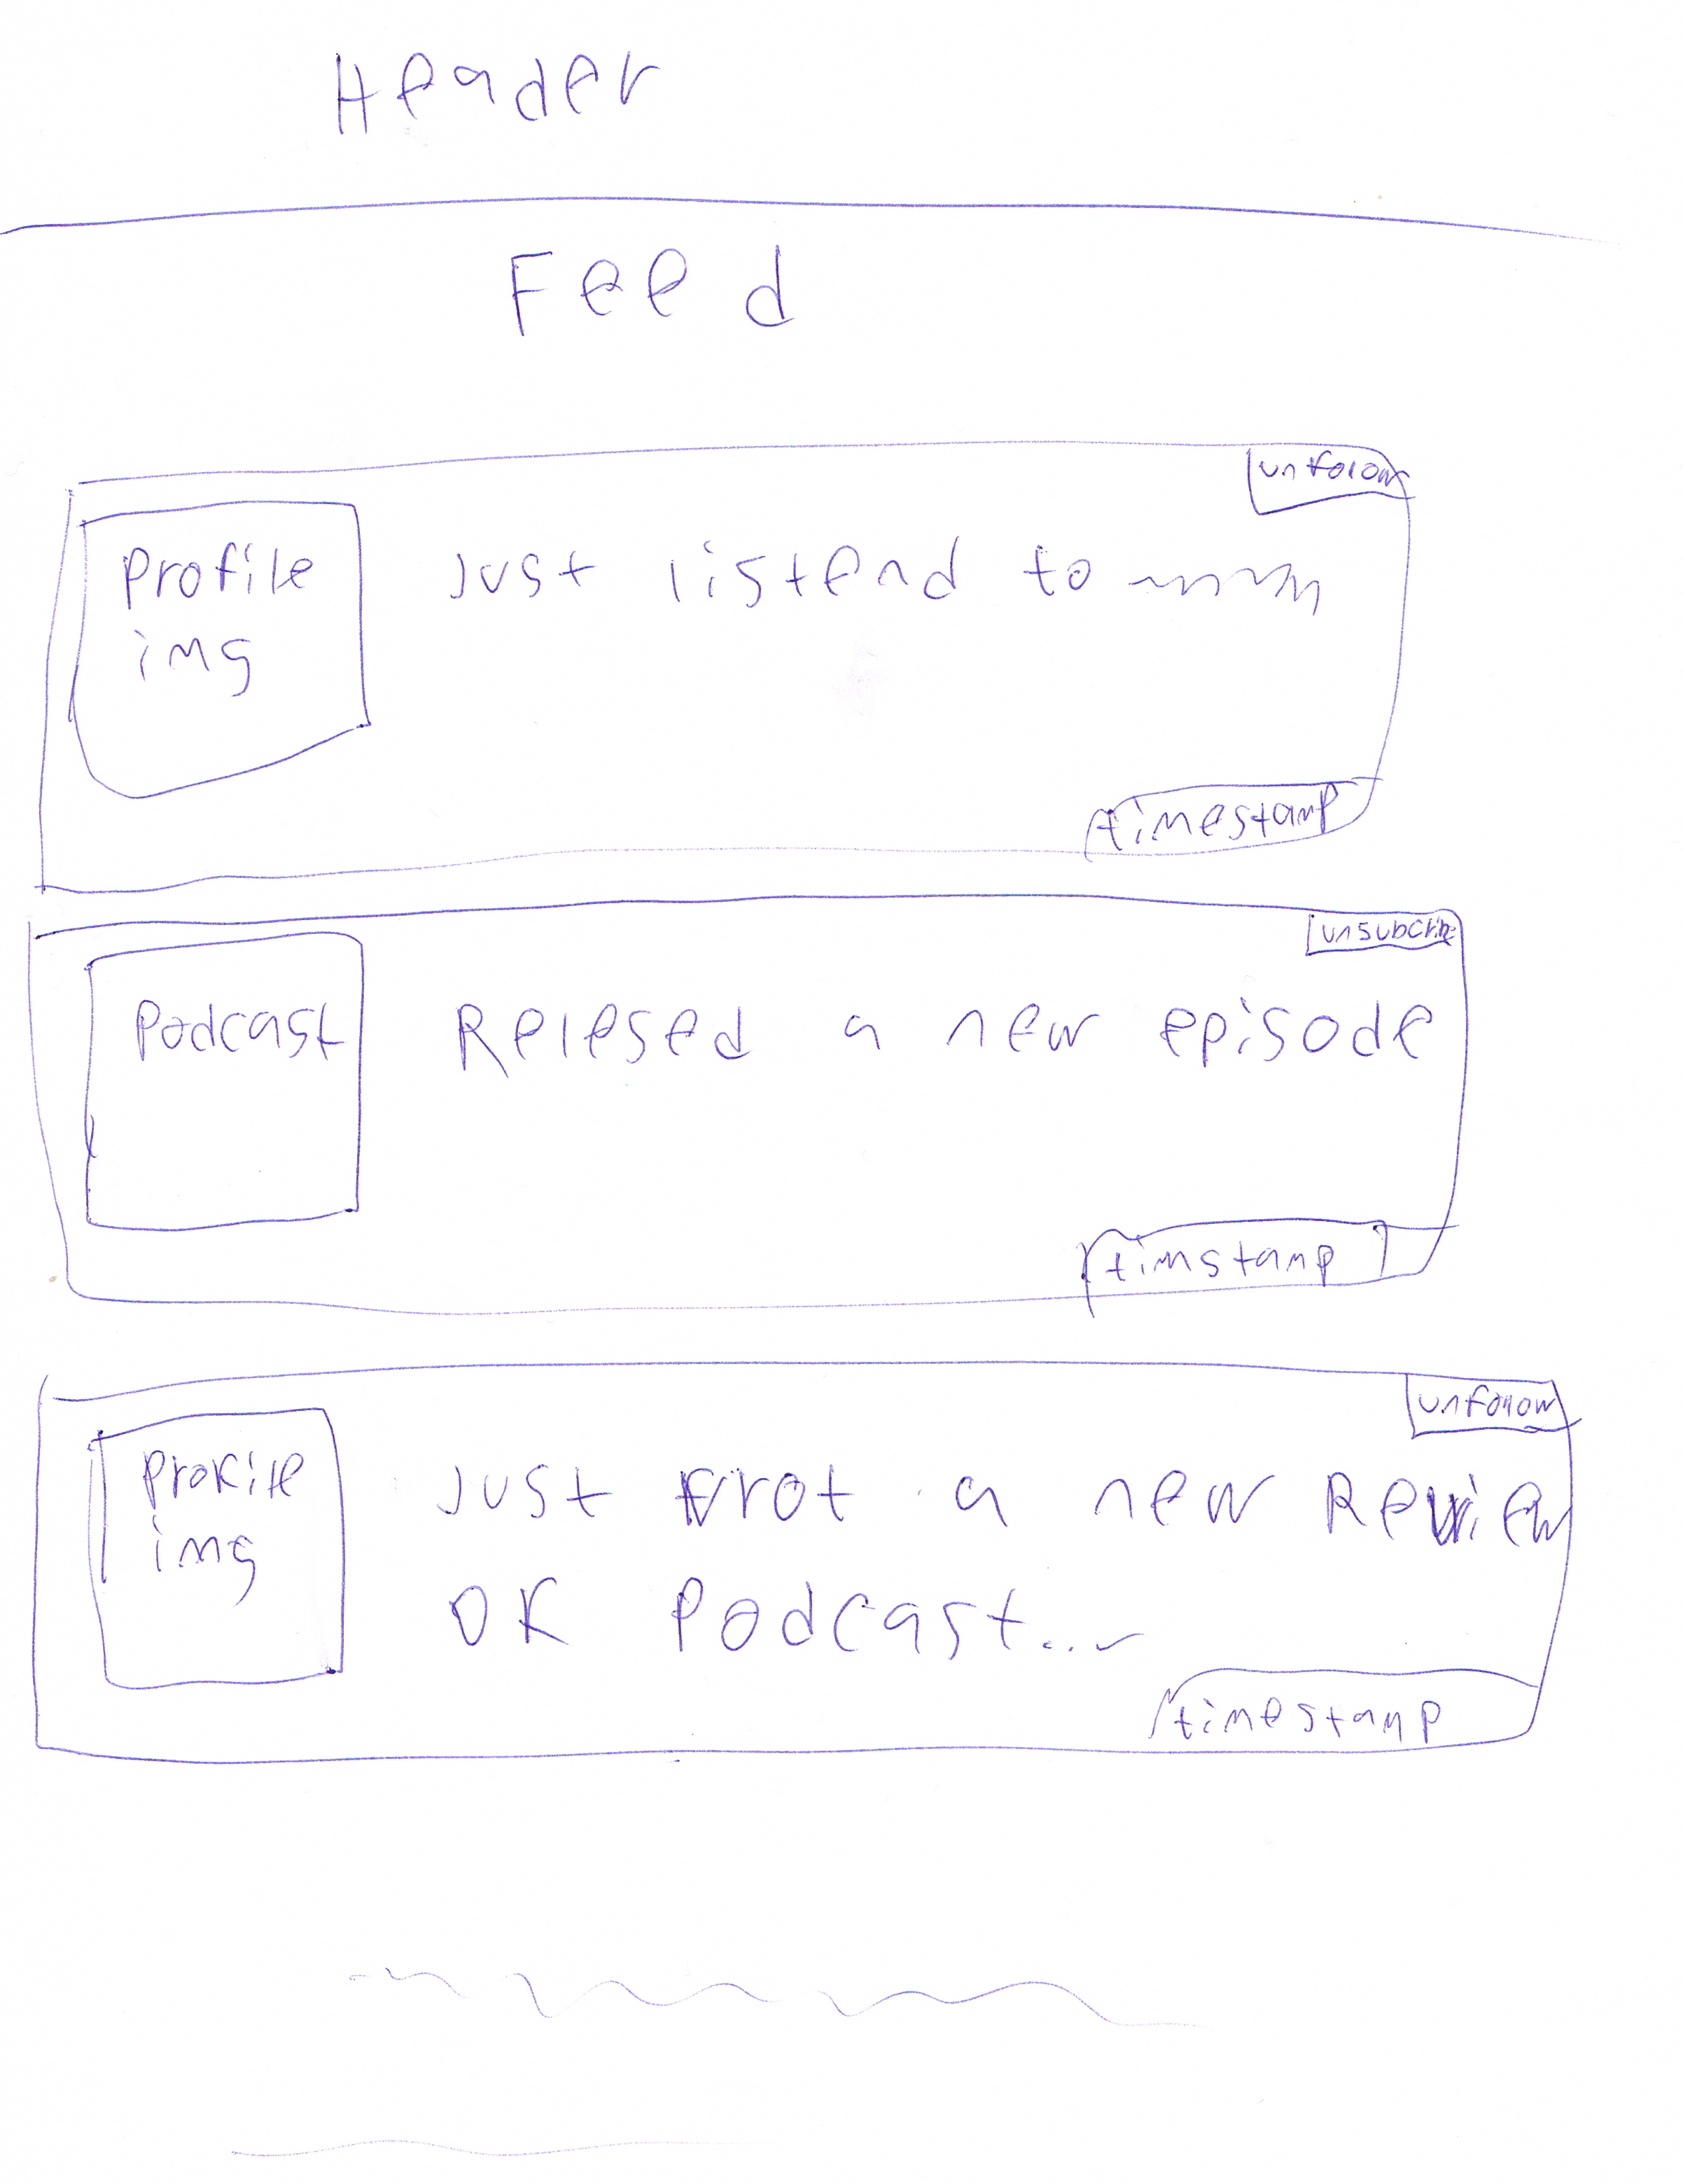 Header
Feed
unfolow
Profile
img
Just listend to
timestamp
unsubcribe
Podcast
Relesed a new episode
timstamp
unfollow
Profile
img
Just wrot a new Review
OK Podcast...
timestamp